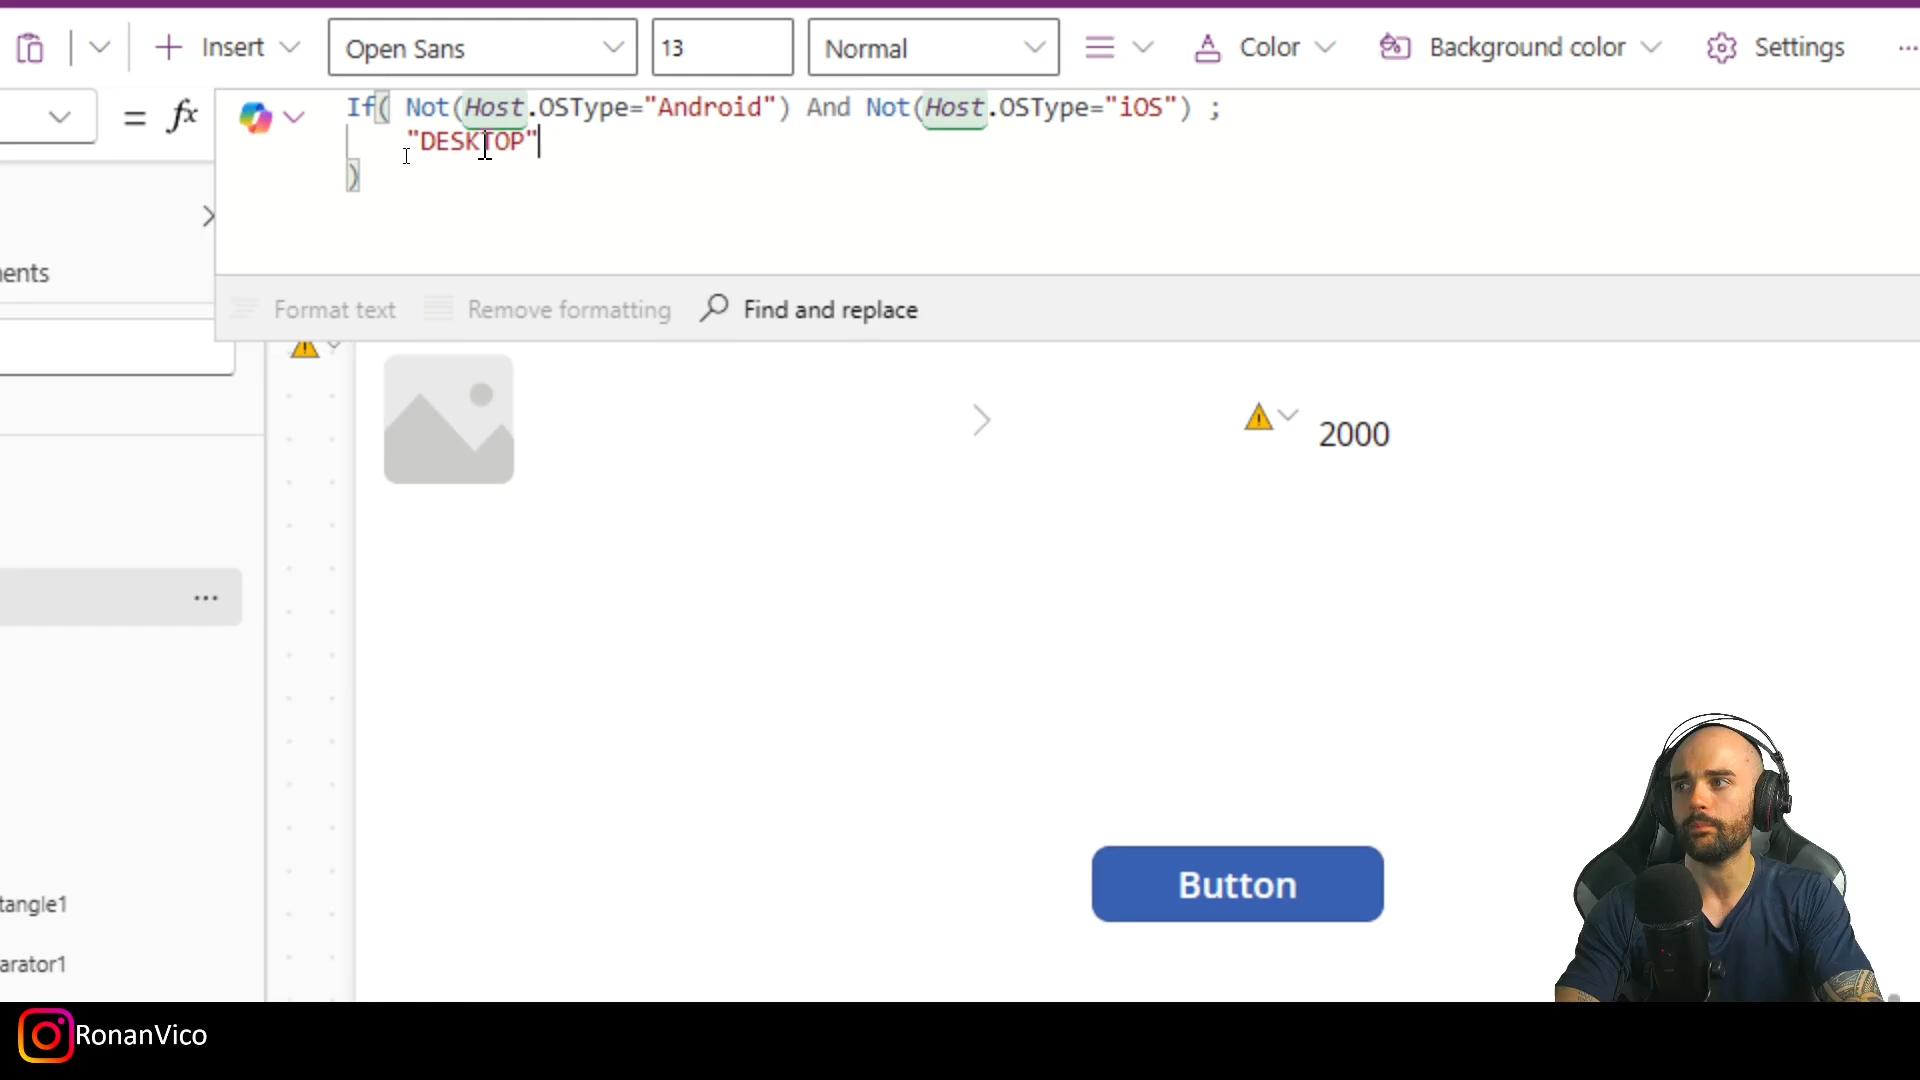 Insert
Open Sans
13
Normal
Color
Background color
Settings
...
= fx
If( Not(Host.OSType="Android") And Not(Host.OSType="iOS") ;
"DESKTOP"
)
ents
Format text
Remove formatting
Find and replace
2000
...
Button
tangle1
arator1
RonanVico